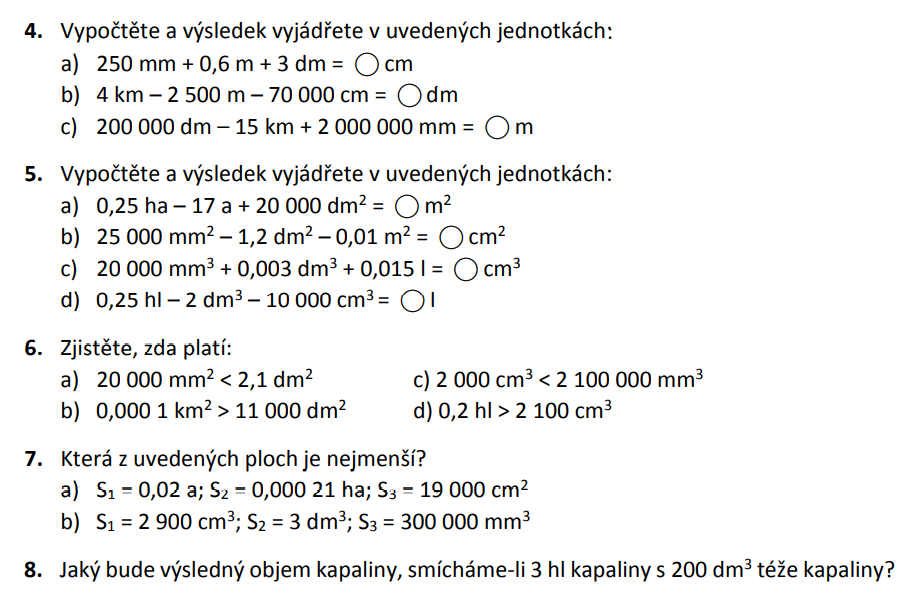 4. Vypočtěte a výsledek vyjádřete v uvedených jednotkách:
a) 250 mm + 0,6 m + 3 dm = ◯ cm
b) 4 km – 2 500 m – 70 000 cm = ◯ dm
c) 200 000 dm – 15 km + 2 000 000 mm = ◯ m
5. Vypočtěte a výsledek vyjádřete v uvedených jednotkách:
a) 0,25 ha – 17 a + 20 000 dm² = ◯ m²
b) 25 000 mm² – 1,2 dm² – 0,01 m² = ◯ cm²
c) 20 000 mm³ + 0,003 dm³ + 0,015 l = ◯ cm³
d) 0,25 hl – 2 dm³ – 10 000 cm³ = ◯ l
6. Zjistěte, zda platí:
a) 20 000 mm² < 2,1 dm² c) 2 000 cm³ < 2 100 000 mm³
b) 0,000 1 km² > 11 000 dm² d) 0,2 hl > 2 100 cm³
7. Která z uvedených ploch je nejmenší?
a) S₁ = 0,02 a; S₂ = 0,000 21 ha; S₃ = 19 000 cm²
b) S₁ = 2 900 cm³; S₂ = 3 dm³; S₃ = 300 000 mm³
8. Jaký bude výsledný objem kapaliny, smícháme-li 3 hl kapaliny s 200 dm³ téže kapaliny?